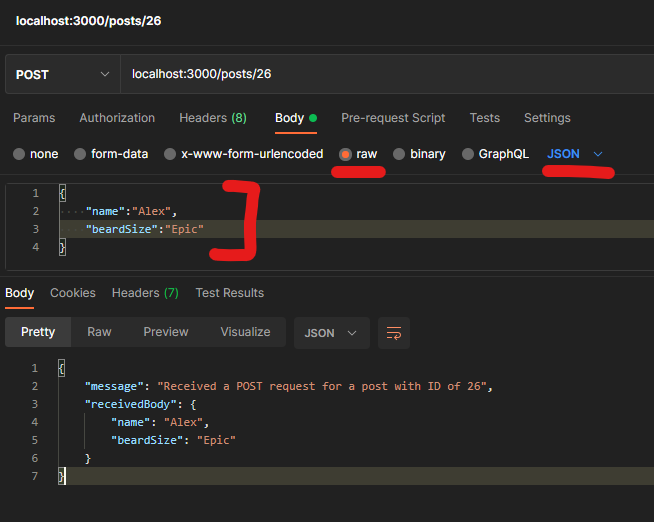 localhost:3000/posts/26
POST localhost:3000/posts/26
Params Authorization Headers (8) Body Pre-request Script Tests Settings
none form-data x-www-form-urlencoded raw binary GraphQL JSON
1 {
2 "name":"Alex",
3 "beardSize":"Epic"
4 }
Body Cookies Headers (7) Test Results
Pretty Raw Preview Visualize JSON
1 {
2 "message": "Received a POST request for a post with ID of 26",
3 "receivedBody": {
4 "name": "Alex",
5 "beardSize": "Epic"
6 }
7 }